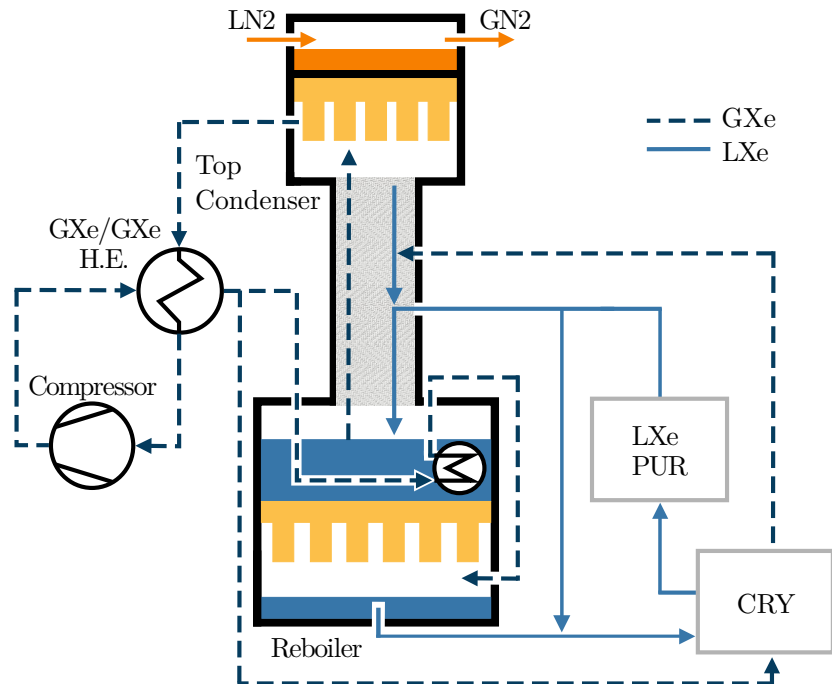 LN2
GN2
GXe
LXe
Top
Condenser
GXe/GXe
H.E.
Compressor
LXe
PUR
CRY
Reboiler